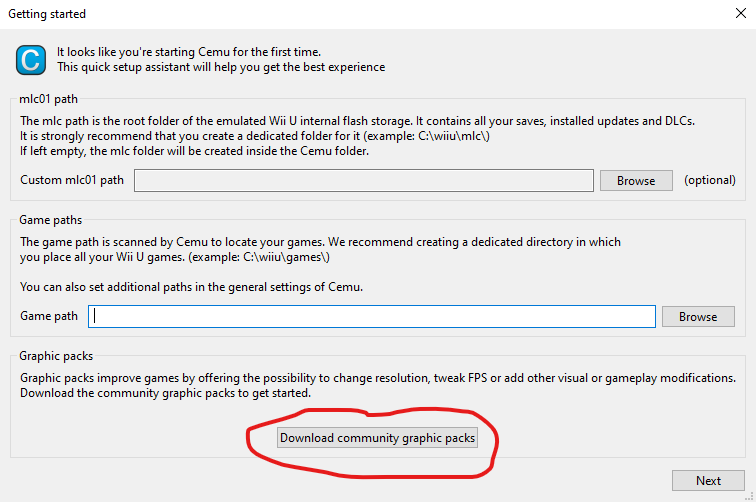 Getting started
It looks like you're starting Cemu for the first time.
This quick setup assistant will help you get the best experience
mlc01 path
The mlc path is the root folder of the emulated Wii U internal flash storage. It contains all your saves, installed updates and DLCs.
It is strongly recommend that you create a dedicated folder for it (example: C:\wiiu\mlc\)
If left empty, the mlc folder will be created inside the Cemu folder.
Custom mlc01 path Browse (optional)
Game paths
The game path is scanned by Cemu to locate your games. We recommend creating a dedicated directory in which
you place all your Wii U games. (example: C:\wiiu\games\)
You can also set additional paths in the general settings of Cemu.
Game path Browse
Graphic packs
Graphic packs improve games by offering the possibility to change resolution, tweak FPS or add other visual or gameplay modifications.
Download the community graphic packs to get started.
Download community graphic packs
Next